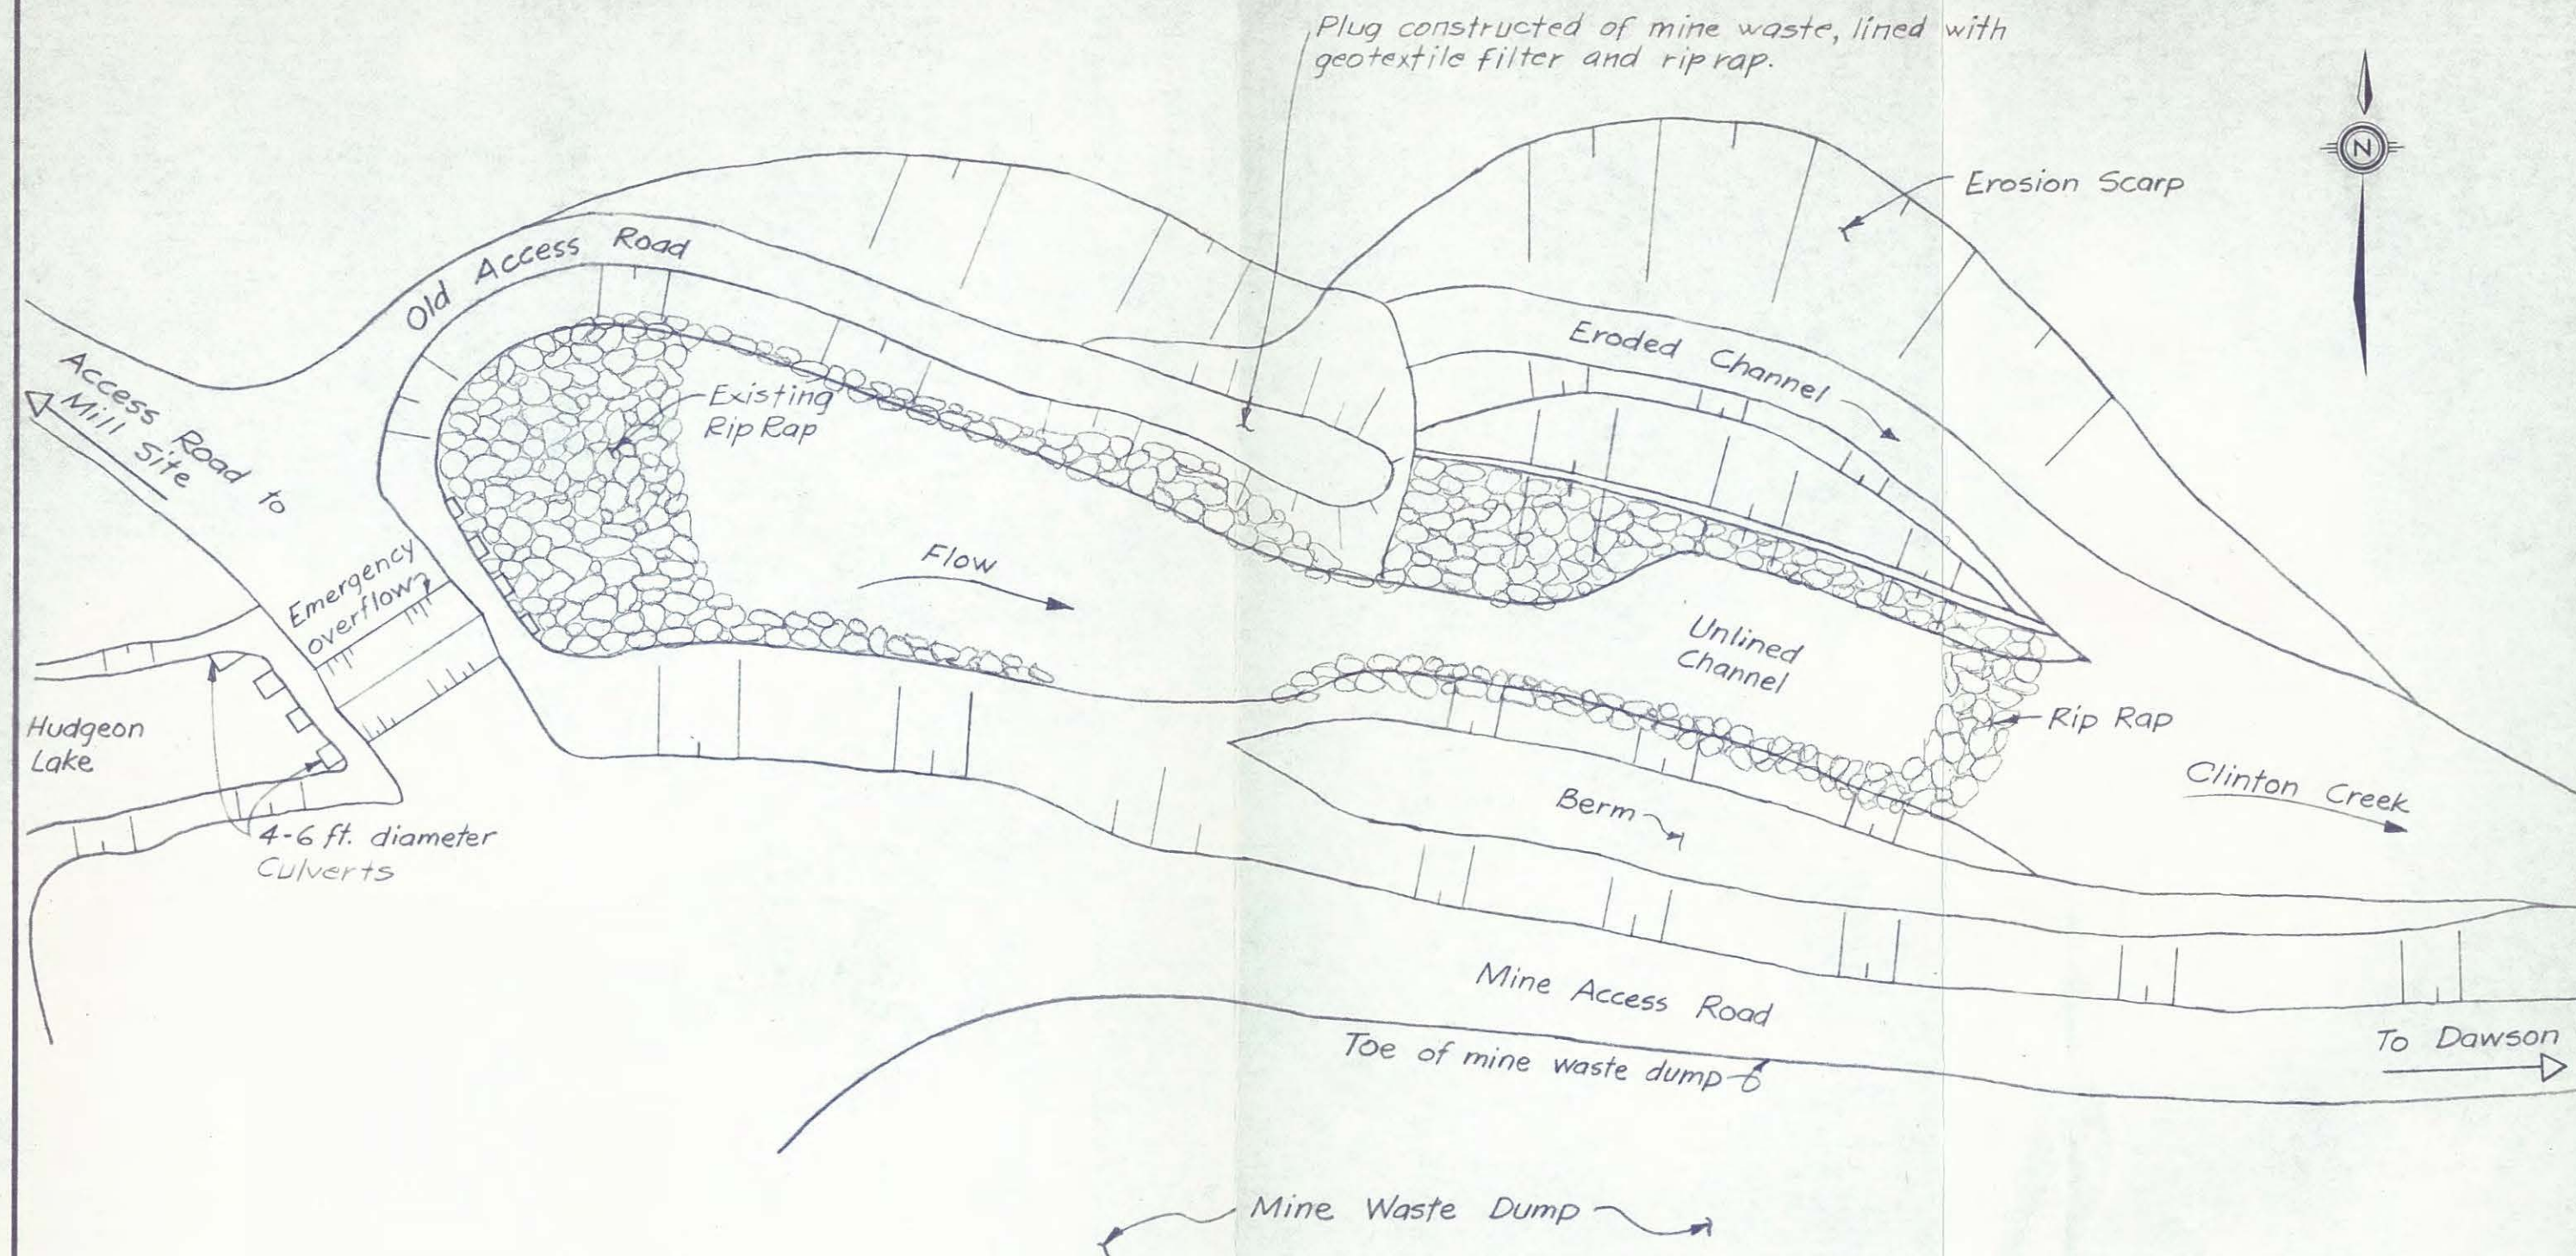 Plug constructed of mine waste, lined with
geotextile filter and rip rap.
N
Erosion Scarp
Old Access Road
Eroded Channel
Access Road to
Mill Site
Existing
Rip Rap
Flow
Emergency
overflow
Unlined
Channel
Rip Rap
Hudgeon
Lake
Clinton Creek
Berm
4-6 ft. diameter
Culverts
Mine Access Road
Toe of mine waste dump
To Dawson
Mine Waste Dump